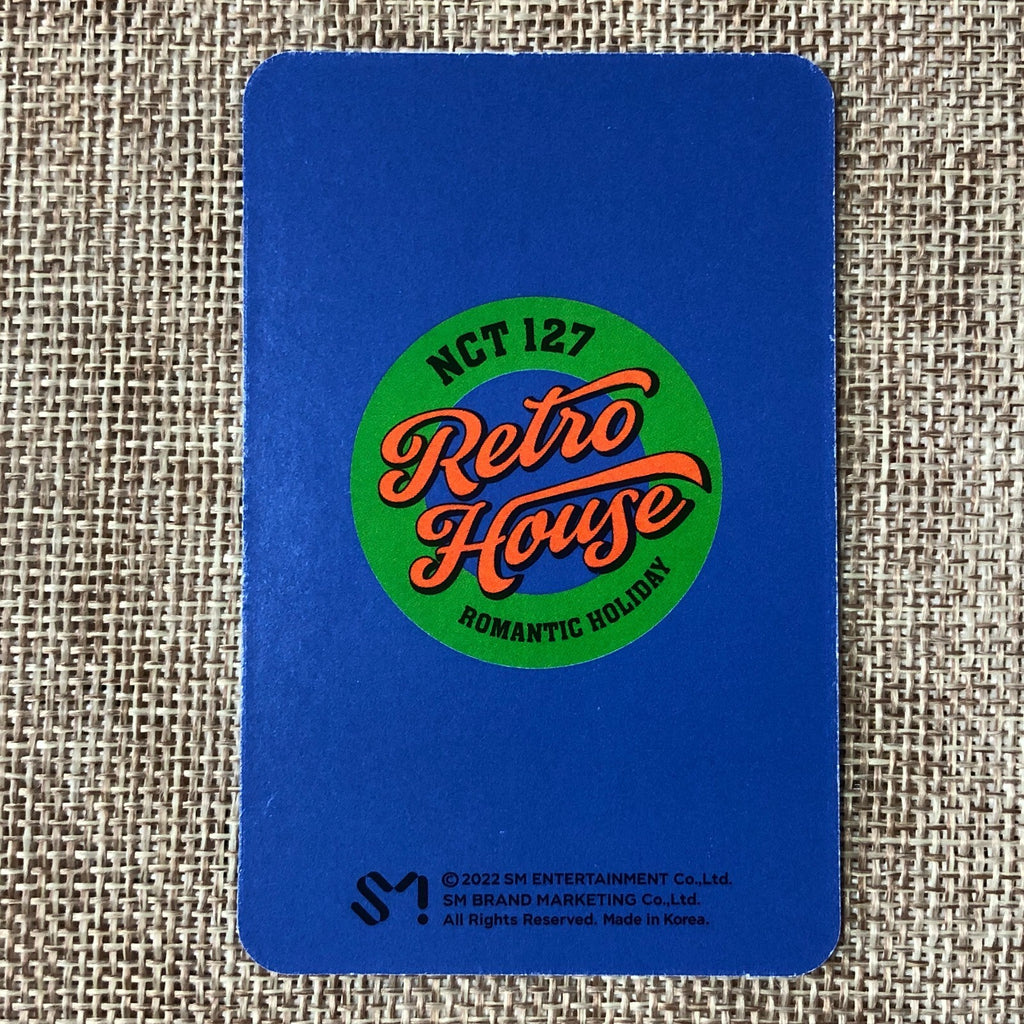 NCT 127
Retro
House
ROMANTIC HOLIDAY
SM
© 2022 SM ENTERTAINMENT Co.,Ltd.
SM BRAND MARKETING Co.,Ltd.
All Rights Reserved. Made in Korea.